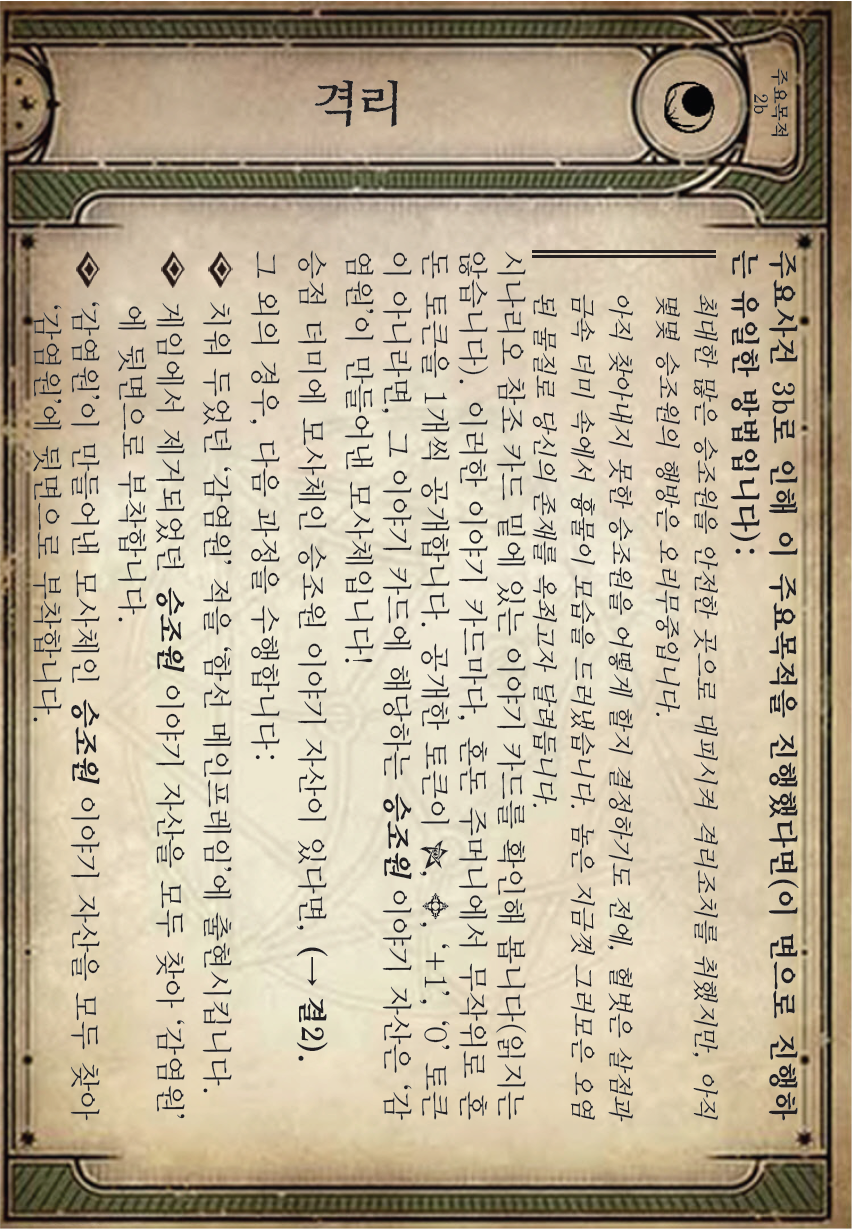 주요목적
2b
격리
주요사건 3b로 인해 이 주요목적을 진행했다면(이 면으로 진행하
는 유일한 방법입니다):
최대한 많은 승조원을 안전한 곳으로 대피시켜 격리조치를 취했지만, 아직
몇몇 승조원의 행방은 오리무중입니다.
아직 찾아내지 못한 승조원을 어떻게 할지 결정하기도 전에, 헐벗은 살점과
금속 더미 속에서 흉물이 모습을 드러냈습니다. 놈은 지금껏 그러모은 오염
된 물질로 당신의 존재를 옥죄고자 달려듭니다.
시나리오 참조 카드 밑에 있는 이야기 카드를 확인해 봅니다(읽지는
않습니다). 이러한 이야기 카드마다, 혼돈 주머니에서 무작위로 혼
돈 토큰을 1개씩 공개합니다. 공개한 토큰이 , , ‘+1’, ‘0’ 토큰
이 아니라면, 그 이야기 카드에 해당하는 승조원 이야기 자산은 ‘감
염원’이 만들어낸 모사체입니다!
승점 더미에 모사체인 승조원 이야기 자산이 있다면, (→ 결2).
그 외의 경우, 다음 과정을 수행합니다:
치워 두었던 ‘감염원’ 적을 ‘함선 메인프레임’에 출현시킵니다.
게임에서 제거되었던 승조원 이야기 자산을 모두 찾아 ‘감염원’
에 뒷면으로 부착합니다.
‘감염원’이 만들어낸 모사체인 승조원 이야기 자산을 모두 찾아
‘감염원’에 뒷면으로 부착합니다.